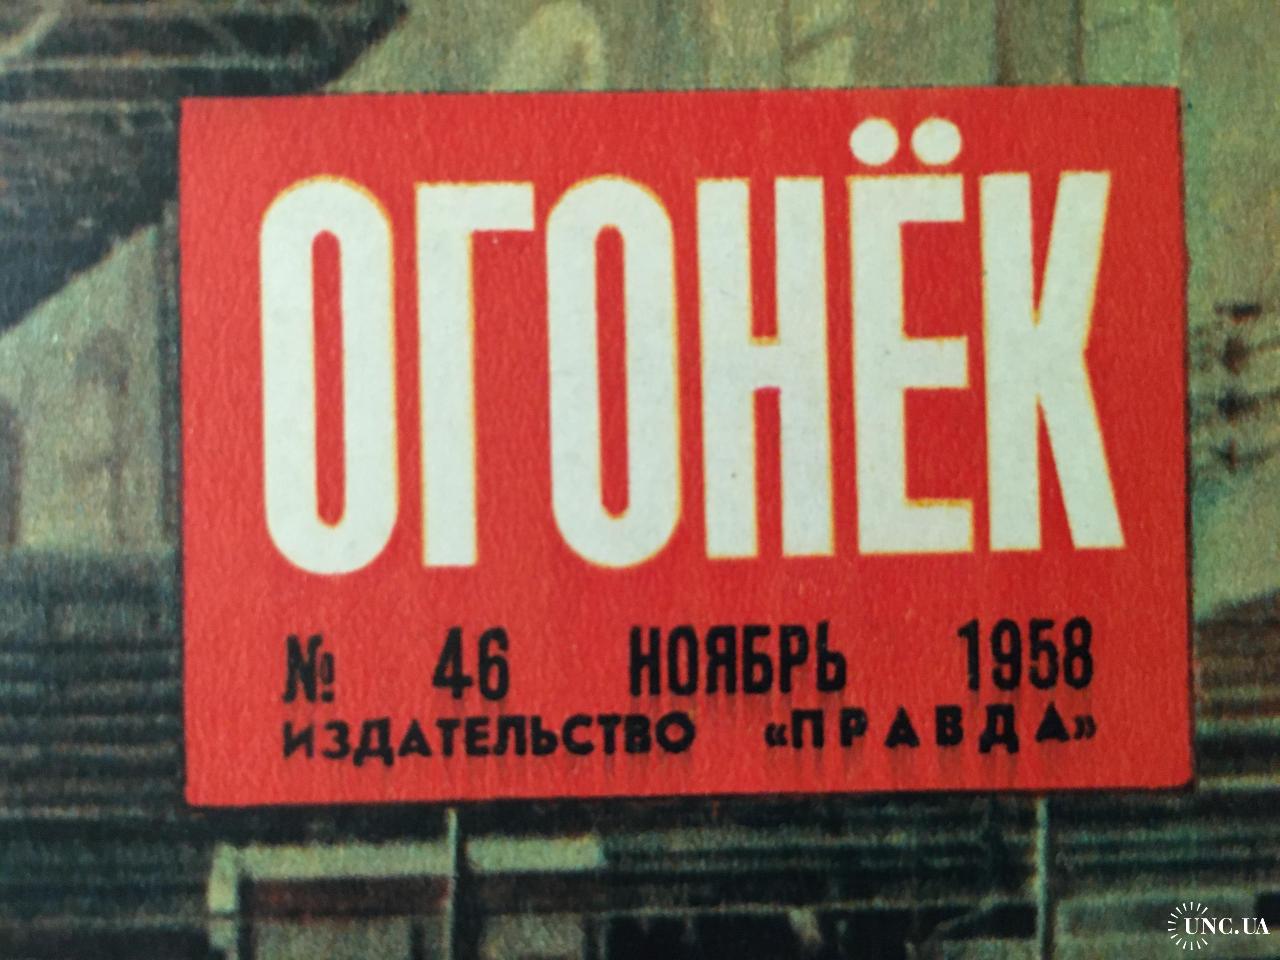 ОГОНЁК
№ 46 НОЯБРЬ 1958
ИЗДАТЕЛЬСТВО «ПРАВДА»
UNC.UA